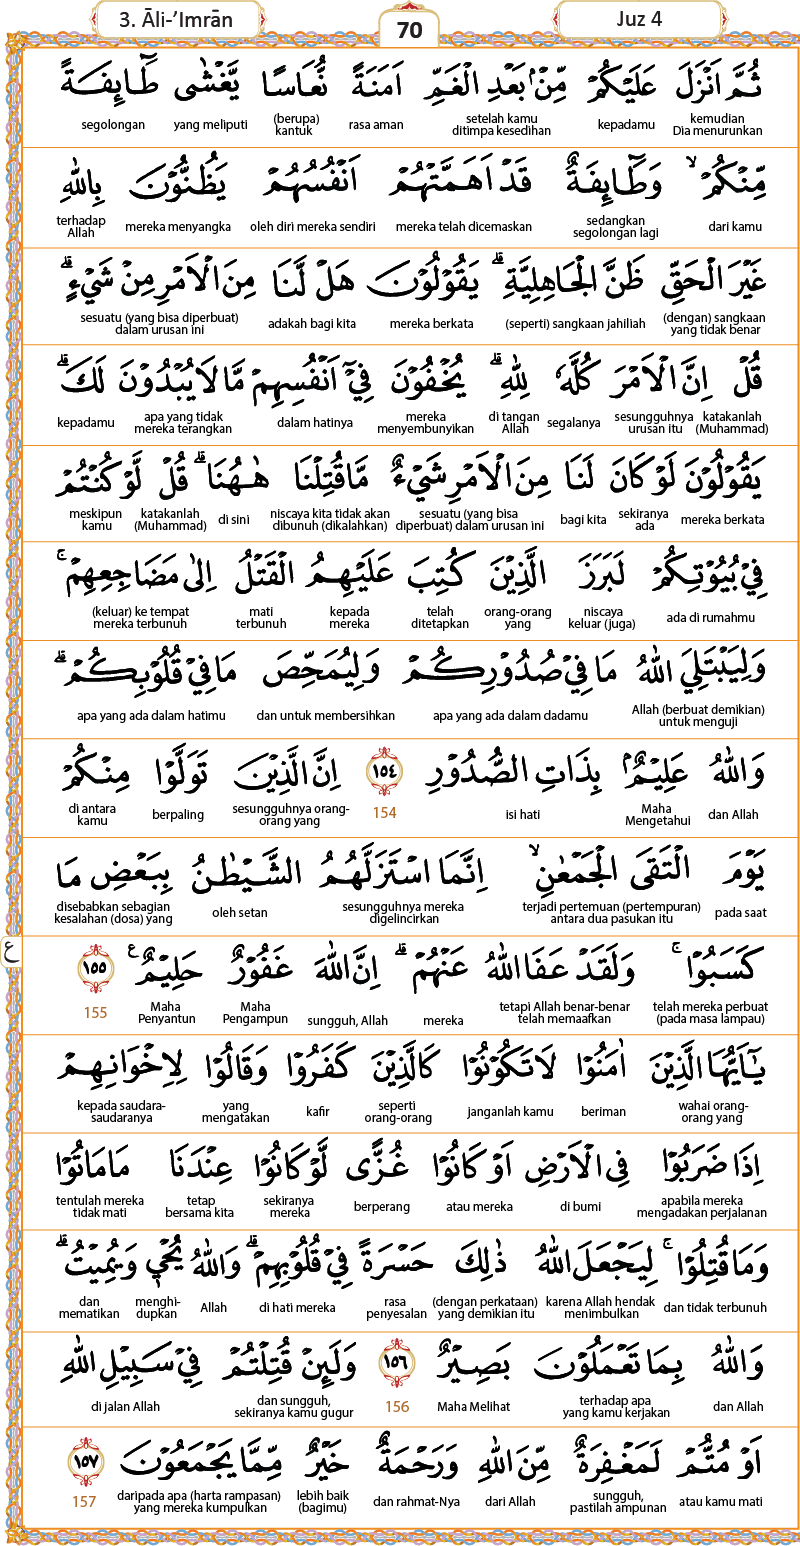 3. Āli-‘Imrān
70
Juz 4
ثُمَّ اَنْزَلَ عَلَيْكُمْ مِّنْۢ بَعْدِ الْغَمِّ اَمَنَةً نُّعَاسًا يَّغْشٰى طَۤاىِٕفَةً
kemudian Dia menurunkan kepadamu setelah kamu ditimpa kesedihan rasa aman (berupa) kantuk yang meliputi segolongan
مِّنْكُمْۙ وَطَۤاىِٕفَةٌ قَدْ اَهَمَّتْهُمْ اَنْفُسُهُمْ يَظُنُّوْنَ بِاللّٰهِ
dari kamu sedangkan segolongan lagi mereka telah dicemaskan oleh diri mereka sendiri mereka menyangka terhadap Allah
غَيْرَ الْحَقِّ ظَنَّ الْجَاهِلِيَّةِۗ يَقُوْلُوْنَ هَلْ لَّنَا مِنَ الْاَمْرِ مِنْ شَيْءٍۗ
(dengan) sangkaan yang tidak benar (seperti) sangkaan jahiliah mereka berkata adakah bagi kita sesuatu (yang bisa diperbuat) dalam urusan ini
قُلْ اِنَّ الْاَمْرَ كُلَّهٗ لِلّٰهِۗ يُخْفُوْنَ فِيْٓ اَنْفُسِهِمْ مَّا لَا يُبْدُوْنَ لَكَۗ
katakanlah (Muhammad) sesungguhnya urusan itu segalanya di tangan Allah mereka menyembunyikan dalam hatinya apa yang tidak mereka terangkan kepadamu
يَقُوْلُوْنَ لَوْ كَانَ لَنَا مِنَ الْاَمْرِ شَيْءٌ مَّا قُتِلْنَا هٰهُنَاۗ قُلْ لَّوْ كُنْتُمْ
mereka berkata sekiranya ada bagi kita sesuatu (yang bisa diperbuat) dalam urusan ini niscaya kita tidak akan dibunuh (dikalahkan) di sini katakanlah (Muhammad) meskipun kamu
فِيْ بُيُوْتِكُمْ لَبَرَزَ الَّذِيْنَ كُتِبَ عَلَيْهِمُ الْقَتْلُ اِلٰى مَضَاجِعِهِمْۚ
ada di rumahmu niscaya keluar (juga) orang-orang yang telah ditetapkan kepada mereka mati terbunuh (keluar) ke tempat mereka terbunuh
وَلِيَبْتَلِيَ اللّٰهُ مَا فِيْ صُدُوْرِكُمْ وَلِيُمَحِّصَ مَا فِيْ قُلُوْبِكُمْۗ
Allah (berbuat demikian) untuk menguji apa yang ada dalam dadamu dan untuk membersihkan apa yang ada dalam hatimu
وَاللّٰهُ عَلِيْمٌۢ بِذَاتِ الصُّدُوْرِ ١٥٤ اِنَّ الَّذِيْنَ تَوَلَّوْا مِنْكُمْ
dan Allah Maha Mengetahui isi hati 154 sesungguhnya orang-orang yang berpaling di antara kamu
يَوْمَ الْتَقَى الْجَمْعٰنِۙ اِنَّمَا اسْتَزَلَّهُمُ الشَّيْطٰنُ بِبَعْضِ مَا
pada saat terjadi pertemuan (pertempuran) antara dua pasukan itu sesungguhnya mereka digelincirkan oleh setan disebabkan sebagian kesalahan (dosa) yang
ع
كَسَبُوْاۚ وَلَقَدْ عَفَا اللّٰهُ عَنْهُمْۗ اِنَّ اللّٰهَ غَفُوْرٌ حَلِيْمٌ ࣖ ١٥٥
telah mereka perbuat (pada masa lampau) tetapi Allah benar-benar telah memaafkan mereka sungguh, Allah Maha Pengampun Maha Penyantun 155
يٰٓاَيُّهَا الَّذِيْنَ اٰمَنُوْا لَا تَكُوْنُوْا كَالَّذِيْنَ كَفَرُوْا وَقَالُوْا لِاِخْوَانِهِمْ
wahai orang-orang yang beriman janganlah kamu seperti orang-orang kafir yang mengatakan kepada saudara-saudaranya
اِذَا ضَرَبُوْا فِى الْاَرْضِ اَوْ كَانُوْا غُزًّى لَّوْ كَانُوْا عِنْدَنَا مَا مَاتُوْا
apabila mereka mengadakan perjalanan di bumi atau mereka berperang sekiranya mereka tetap bersama kita tentulah mereka tidak mati
وَمَا قُتِلُوْاۚ لِيَجْعَلَ اللّٰهُ ذٰلِكَ حَسْرَةً فِيْ قُلُوْبِهِمْۗ وَاللّٰهُ يُحْيٖ وَيُمِيْتُۗ
dan tidak terbunuh karena Allah hendak menimbulkan (dengan perkataan) yang demikian itu rasa penyesalan di hati mereka Allah menghi-dupkan dan mematikan
وَاللّٰهُ بِمَا تَعْمَلُوْنَ بَصِيْرٌ ١٥٦ وَلَىِٕنْ قُتِلْتُمْ فِيْ سَبِيْلِ اللّٰهِ
dan Allah terhadap apa yang kamu kerjakan Maha Melihat 156 dan sungguh, sekiranya kamu gugur di jalan Allah
اَوْ مُتُّمْ لَمَغْفِرَةٌ مِّنَ اللّٰهِ وَرَحْمَةٌ خَيْرٌ مِّمَّا يَجْمَعُوْنَ ١٥٧
atau kamu mati sungguh, pastilah ampunan dari Allah dan rahmat-Nya lebih baik (bagimu) daripada apa (harta rampasan) yang mereka kumpulkan 157